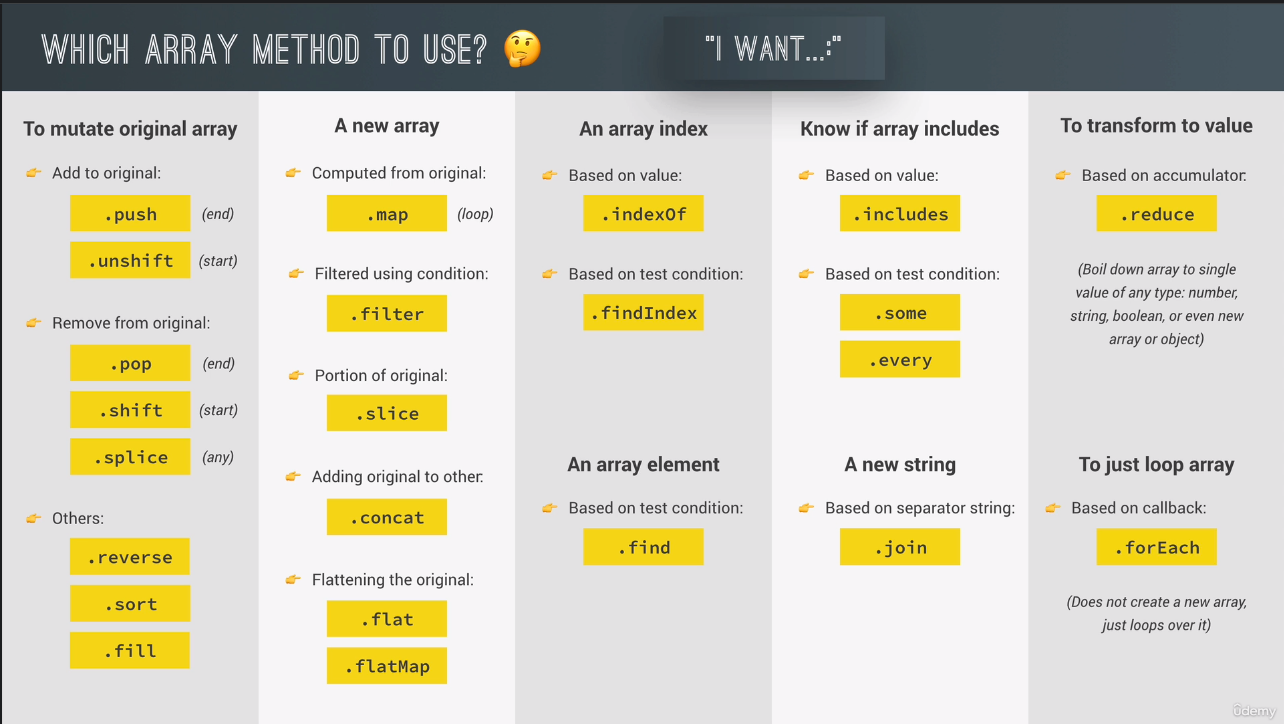 WHICH ARRAY METHOD TO USE? 🤔
"I WANT...:"
To mutate original array
👉 Add to original:
.push (end)
.unshift (start)
👉 Remove from original:
.pop (end)
.shift (start)
.splice (any)
👉 Others:
.reverse
.sort
.fill
A new array
👉 Computed from original:
.map (loop)
👉 Filtered using condition:
.filter
👉 Portion of original:
.slice
👉 Adding original to other:
.concat
👉 Flattening the original:
.flat
.flatMap
An array index
👉 Based on value:
.indexOf
👉 Based on test condition:
.findIndex
An array element
👉 Based on test condition:
.find
Know if array includes
👉 Based on value:
.includes
👉 Based on test condition:
.some
.every
A new string
👉 Based on separator string:
.join
To transform to value
👉 Based on accumulator:
.reduce
(Boil down array to single
value of any type: number,
string, boolean, or even new
array or object)
To just loop array
👉 Based on callback:
.forEach
(Does not create a new array,
just loops over it)
ûdemy